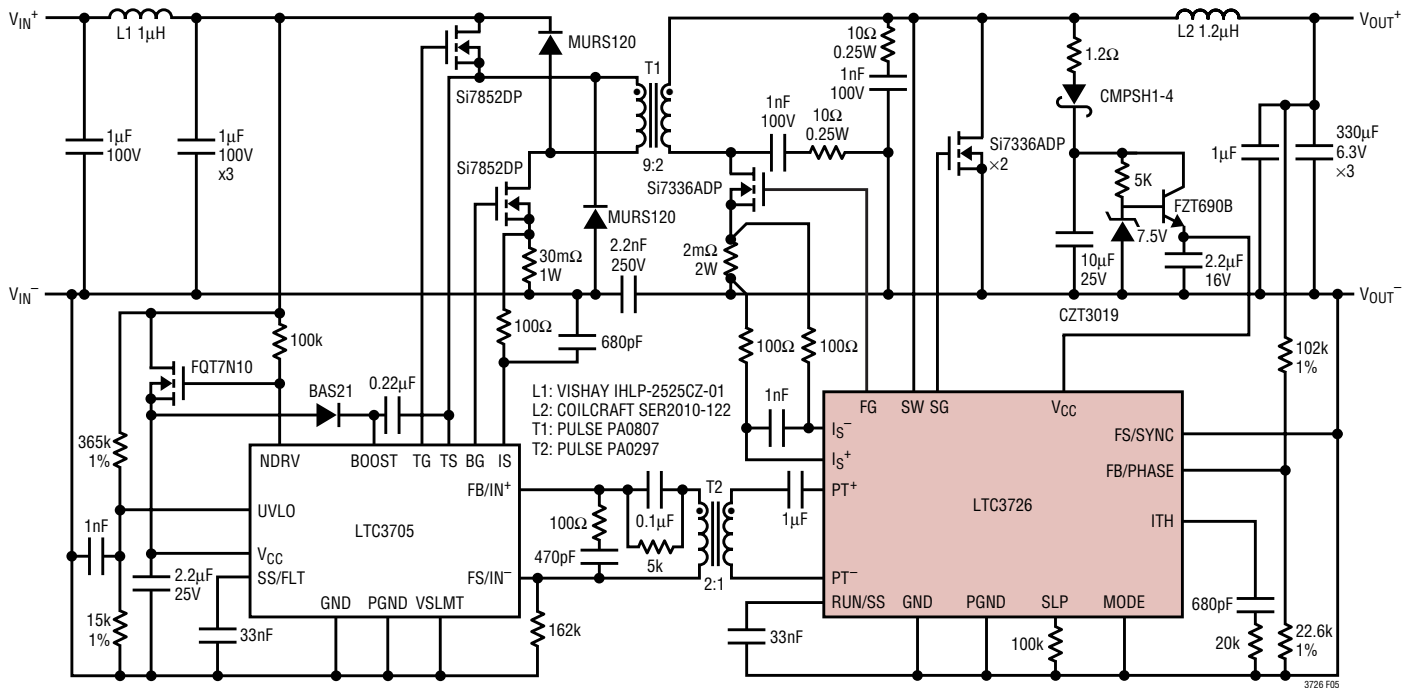 VIN+
L1 1µH
MURS120
Si7852DP
T1
9:2
1µF
100V
1µF
100V
x3
Si7852DP
30mΩ
1W
MURS120
2.2nF
250V
1nF
100V
10Ω
0.25W
10Ω
0.25W
1nF
100V
Si7336ADP
2mΩ
2W
Si7336ADP
×2
1.2Ω
CMPSH1-4
5K
FZT690B
7.5V
10µF
25V
2.2µF
16V
CZT3019
L2 1.2µH
VOUT+
1µF
330µF
6.3V
×3
VIN–
VOUT–
100k
FQT7N10
BAS21
0.22µF
100Ω
680pF
L1: VISHAY IHLP-2525CZ-01
L2: COILCRAFT SER2010-122
T1: PULSE PA0807
T2: PULSE PA0297
100Ω
100Ω
1nF
102k
1%
365k
1%
1nF
15k
1%
2.2µF
25V
33nF
NDRV
BOOST
TG
TS
BG
IS
UVLO
FB/IN+
LTC3705
VCC
SS/FLT
FS/IN–
GND
PGND
VSLMT
162k
100Ω
470pF
0.1µF
5k
T2
2:1
1µF
33nF
FG
SW
SG
VCC
IS–
IS+
FS/SYNC
FB/PHASE
PT+
LTC3726
ITH
PT–
RUN/SS
GND
PGND
SLP
MODE
100k
680pF
20k
22.6k
1%
3726 F05